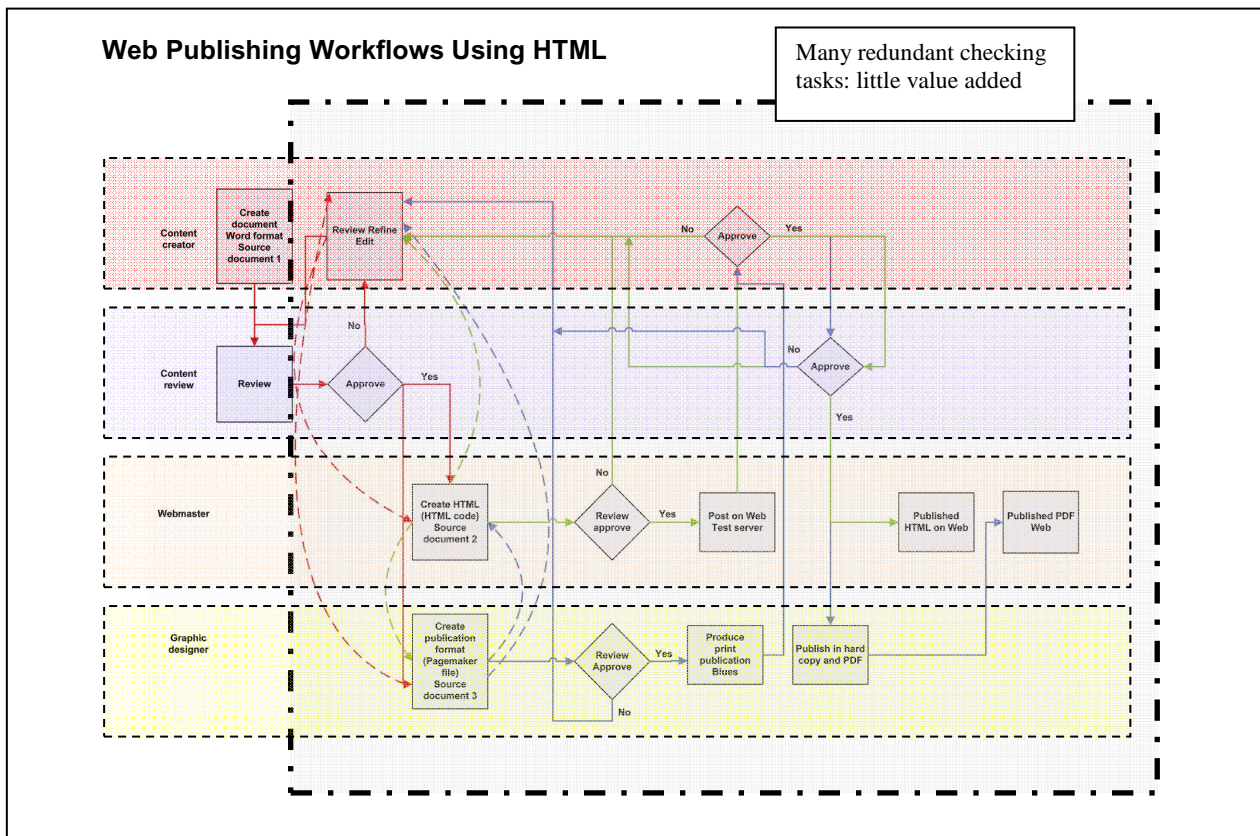 Web Publishing Workflows Using HTML
Many redundant checking
tasks: little value added
Content
creator
Create
document
Word format
Source
document 1
Review Refine
Edit
No
Approve
Yes
Content
review
Review
No
Approve
Yes
No
Approve
Yes
Webmaster
Create HTML
(HTML code)
Source
document 2
No
Review
approve
Yes
Post on Web
Test server
Published
HTML on Web
Published PDF
Web
Graphic
designer
Create
publication
format
(Pagemaker
file)
Source
document 3
Review
Approve
Yes
No
Produce
print
publication
Blues
Publish in hard
copy and PDF